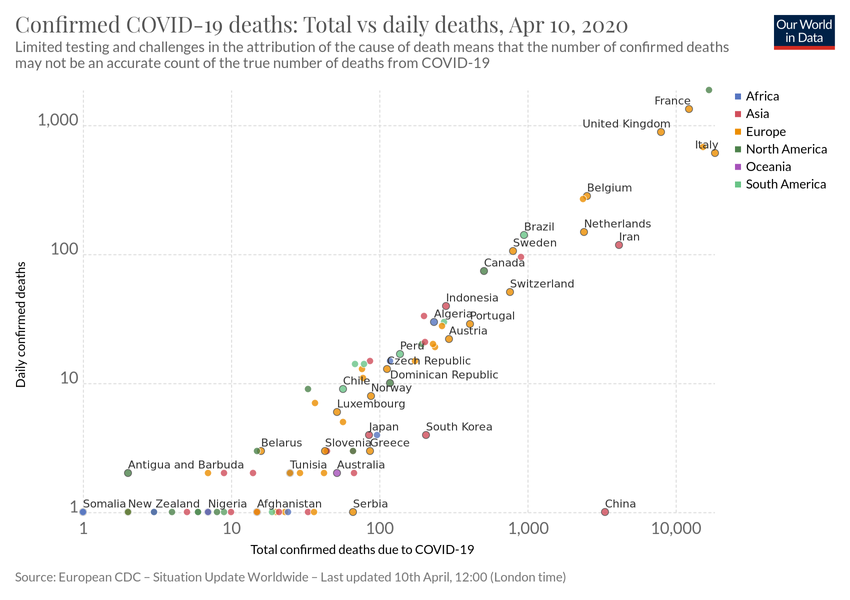 Confirmed COVID-19 deaths: Total vs daily deaths, Apr 10, 2020
Our World
in Data
Limited testing and challenges in the attribution of the cause of death means that the number of confirmed deaths
may not be an accurate count of the true number of deaths from COVID-19
Africa
Asia
Europe
North America
Oceania
South America
Daily confirmed deaths
1,000
100
10
1
France
United Kingdom
Italy
Belgium
Netherlands
Brazil
Iran
Sweden
Canada
Switzerland
Indonesia
Algeria
Portugal
Austria
Peru
Czech Republic
Dominican Republic
Chile
Norway
Luxembourg
Japan
South Korea
Belarus
Slovenia
Greece
Antigua and Barbuda
Tunisia
Australia
Somalia
New Zealand
Nigeria
Afghanistan
Serbia
China
1
10
100
1,000
10,000
Total confirmed deaths due to COVID-19
Source: European CDC – Situation Update Worldwide – Last updated 10th April, 12:00 (London time)